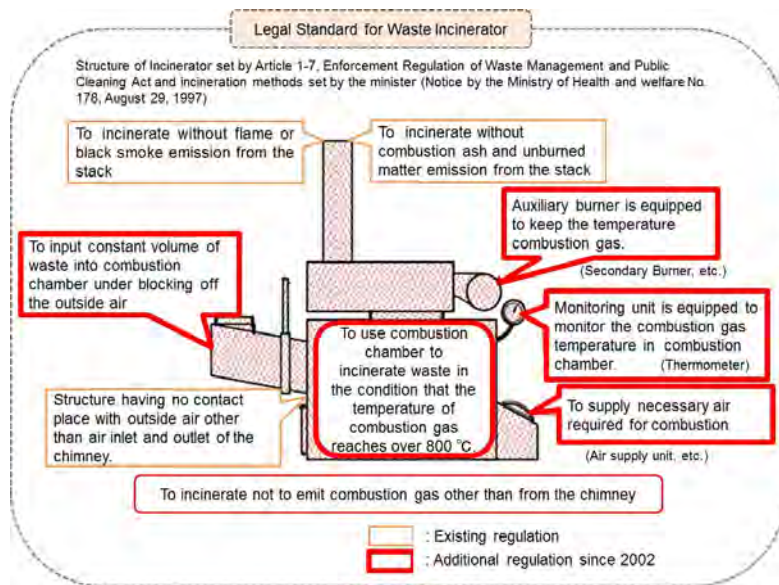 Legal Standard for Waste Incinerator
Structure of Incinerator set by Article 1-7, Enforcement Regulation of Waste Management and Public
Cleaning Act and incineration methods set by the minister (Notice by the Ministry of Health and welfare No.
178, August 29, 1997)
To incinerate without flame or
black smoke emission from the
stack
To incinerate without
combustion ash and unburned
matter emission from the stack
Auxiliary burner is equipped
to keep the temperature
combustion gas.
(Secondary Burner, etc.)
To input constant volume of
waste into combustion
chamber under blocking off
the outside air
Monitoring unit is equipped to
monitor the combustion gas
temperature in combustion
chamber. (Thermometer)
To use combustion
chamber to
incinerate waste in
the condition that the
temperature of
combustion gas
reaches over 800 ℃.
Structure having no contact
place with outside air other
than air inlet and outlet of the
chimney.
To supply necessary air
required for combustion
(Air supply unit, etc.)
To incinerate not to emit combustion gas other than from the chimney
: Existing regulation
: Additional regulation since 2002